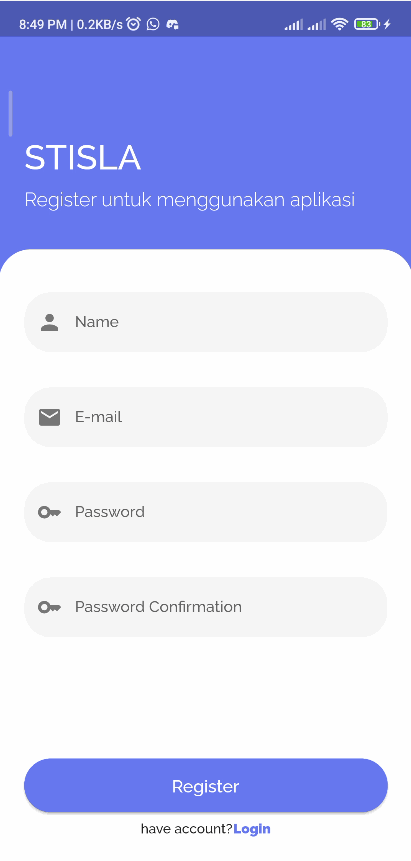 8:49 PM | 0.2KB/s
83
STISLA
Register untuk menggunakan aplikasi
Name
E-mail
Password
Password Confirmation
Register
have account?Login